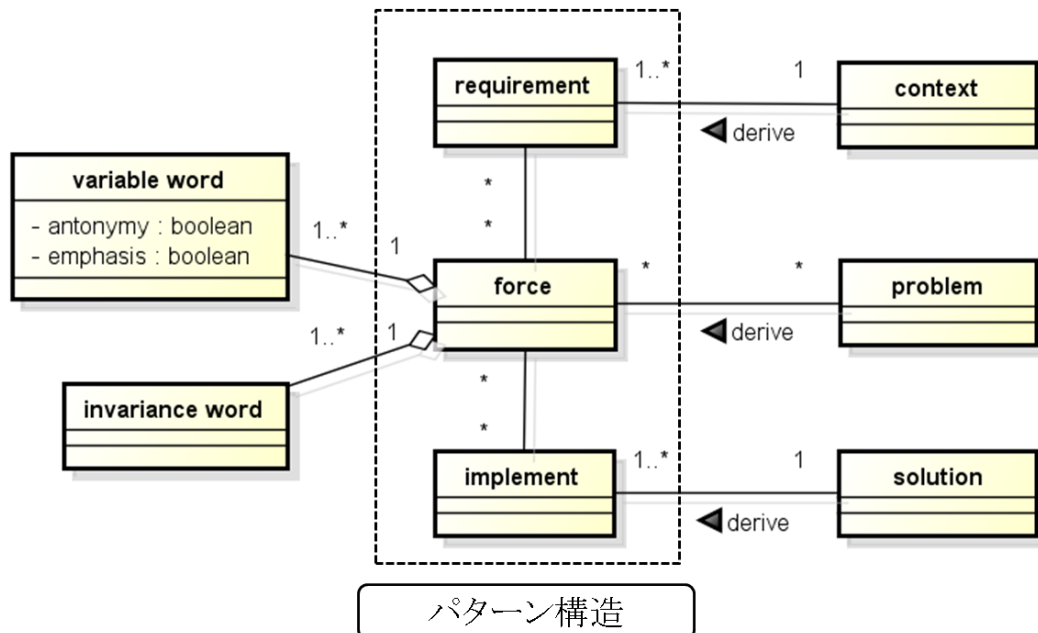 requirement
1..*
1
context
derive
variable word
- antonymy : boolean
- emphasis : boolean
1..*
1
*
*
force
*
*
problem
derive
1..*
1
invariance word
*
*
implement
1..*
1
solution
derive
パターン構造